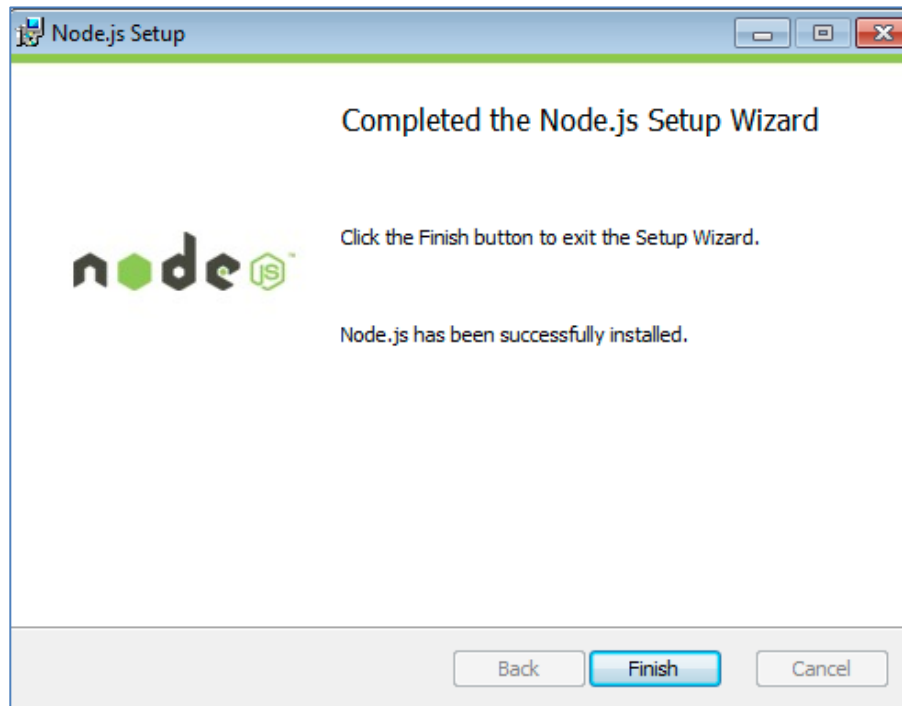 Node.js Setup
Completed the Node.js Setup Wizard
Click the Finish button to exit the Setup Wizard.
node JS™
Node.js has been successfully installed.
Back Finish Cancel